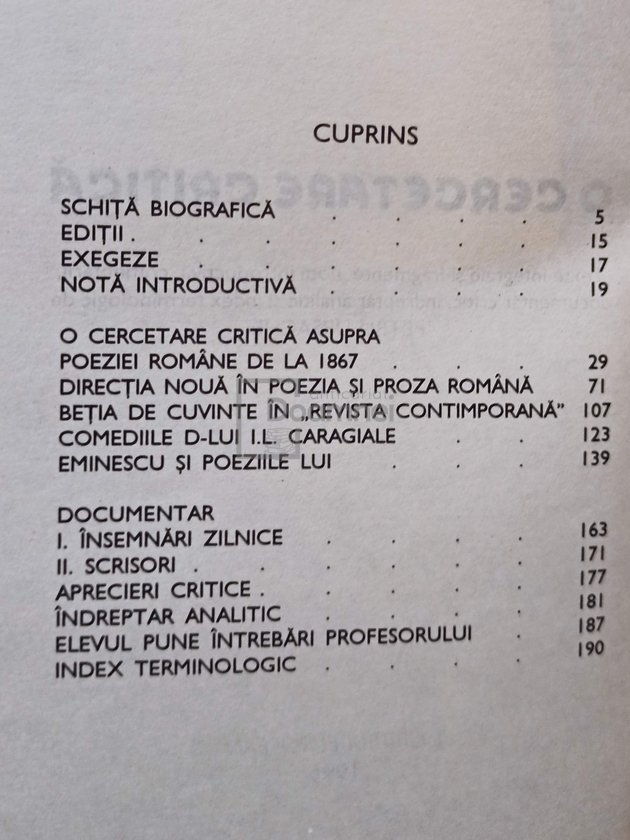 CUPRINS
SCHIȚĂ BIOGRAFICĂ . . . 5
EDIȚII . . . . . . 15
EXEGEZE . . . . . 17
NOTĂ INTRODUCTIVĂ . . . 19
O CERCETARE CRITICĂ ASUPRA
POEZIEI ROMÂNE DE LA 1867 . . . 29
DIRECȚIA NOUĂ ÎN POEZIA ȘI PROZA ROMÂNĂ 71
BEȚIA DE CUVINTE ÎN „REVISTA CONTIMPORANĂ” 107
COMEDIILE D-LUI I.L. CARAGIALE . . 123
EMINESCU ȘI POEZIILE LUI . . . 139
DOCUMENTAR
I. ÎNSEMNĂRI ZILNICE . . . 163
II. SCRISORI . . . . . 171
APRECIERI CRITICE . . . . 177
ÎNDREPTAR ANALITIC . . . 181
ELEVUL PUNE ÎNTREBĂRI PROFESORULUI . 187
INDEX TERMINOLOGIC . . . 190